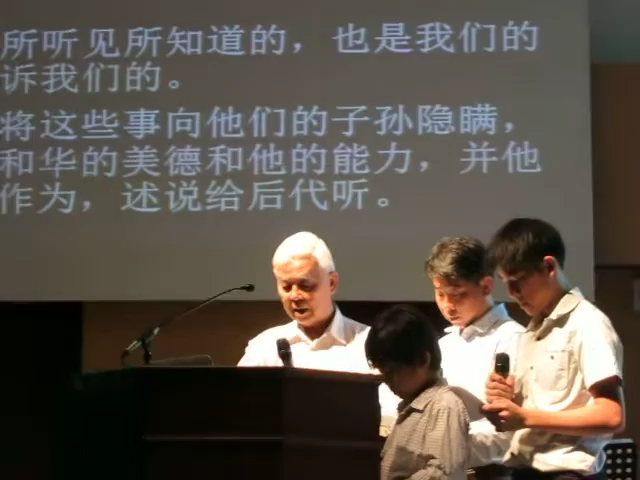 所听见所知道的，也是我们的
诉我们的。
将这些事向他们的子孙隐瞒，
和华的美德和他的能力，并他
作为，述说给后代听。